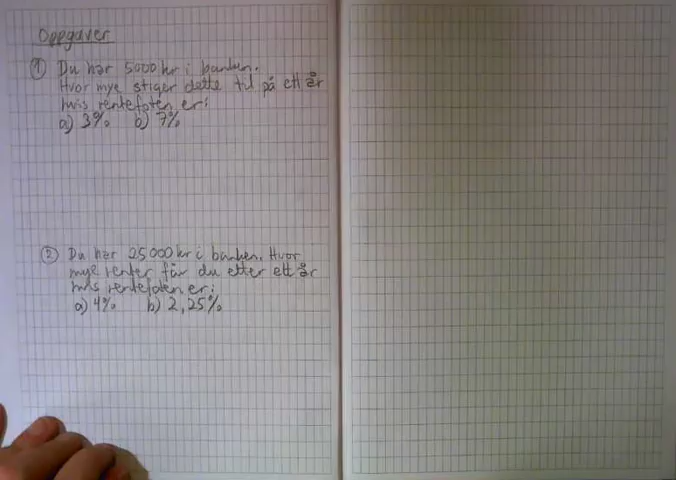 Oppgaver
① Du har 5000 kr i banken.
Hvor mye stiger dette til på ett år
hvis rentefoten er:
a) 3% b) 7%
② Du har 25000 kr i banken. Hvor
mye renter får du etter ett år
hvis rentefoten er:
a) 4% b) 2,25%